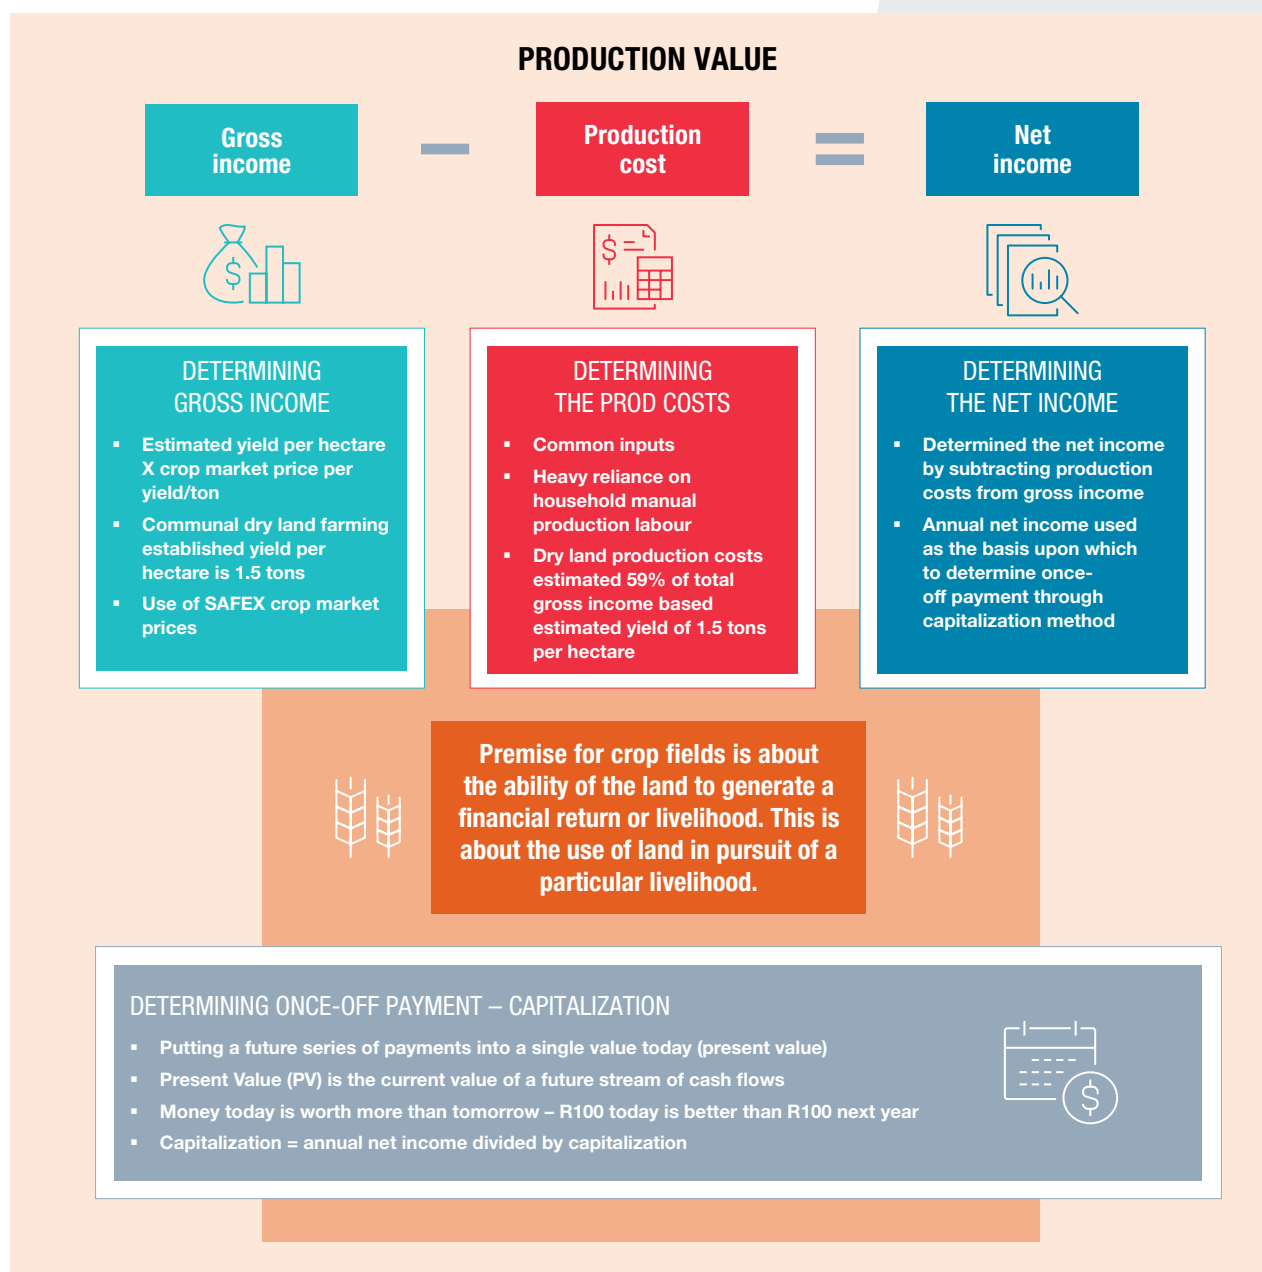 PRODUCTION VALUE
Gross
income
–
Production
cost
=
Net
income
DETERMINING
GROSS INCOME
▪ Estimated yield per hectare
X crop market price per
yield/ton
▪ Communal dry land farming
established yield per
hectare is 1.5 tons
▪ Use of SAFEX crop market
prices
DETERMINING
THE PROD COSTS
▪ Common inputs
▪ Heavy reliance on
household manual
production labour
▪ Dry land production costs
estimated 59% of total
gross income based
estimated yield of 1.5 tons
per hectare
DETERMINING
THE NET INCOME
▪ Determined the net income
by subtracting production
costs from gross income
▪ Annual net income used
as the basis upon which
to determine once-
off payment through
capitalization method
Premise for crop fields is about
the ability of the land to generate a
financial return or livelihood. This is
about the use of land in pursuit of a
particular livelihood.
DETERMINING ONCE-OFF PAYMENT – CAPITALIZATION
▪ Putting a future series of payments into a single value today (present value)
▪ Present Value (PV) is the current value of a future stream of cash flows
▪ Money today is worth more than tomorrow – R100 today is better than R100 next year
▪ Capitalization = annual net income divided by capitalization